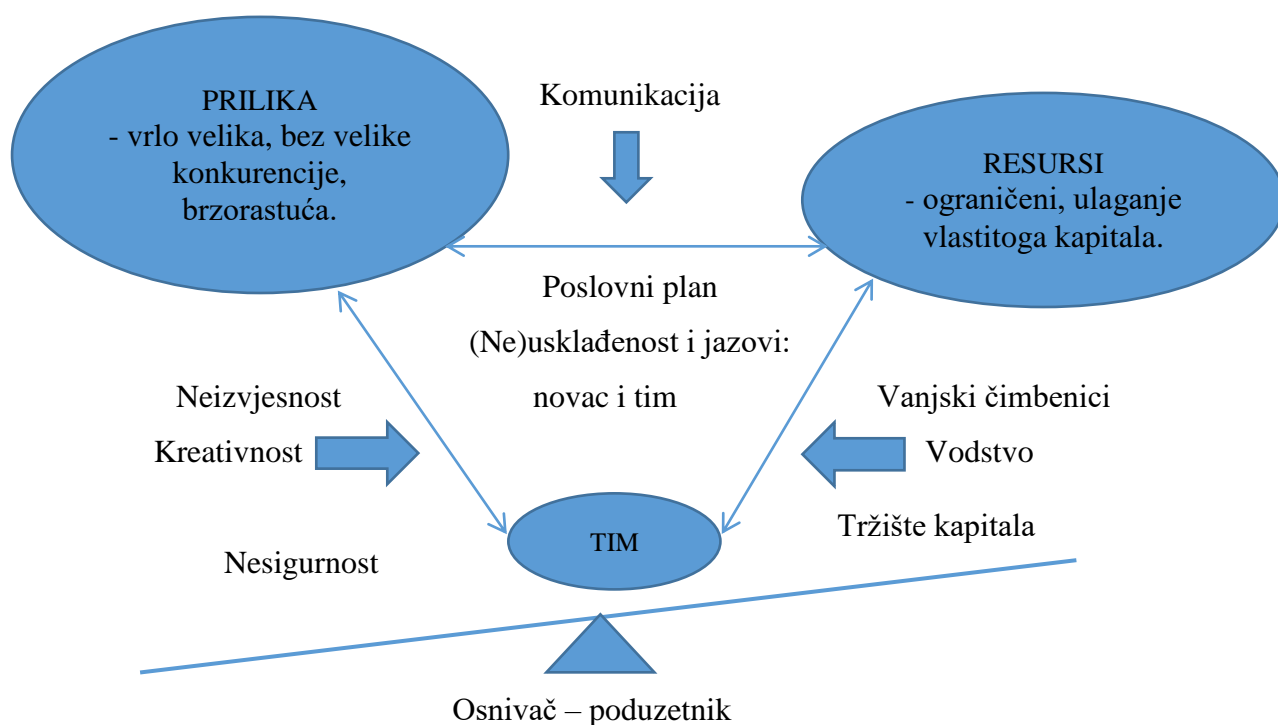 PRILIKA
- vrlo velika, bez velike
konkurencije,
brzorastuća.
Komunikacija
RESURSI
- ograničeni, ulaganje
vlastitoga kapitala.
Poslovni plan
(Ne)usklađenost i jazovi:
novac i tim
Neizvjesnost
Kreativnost
Vanjski čimbenici
Vodstvo
Tržište kapitala
TIM
Nesigurnost
Osnivač – poduzetnik